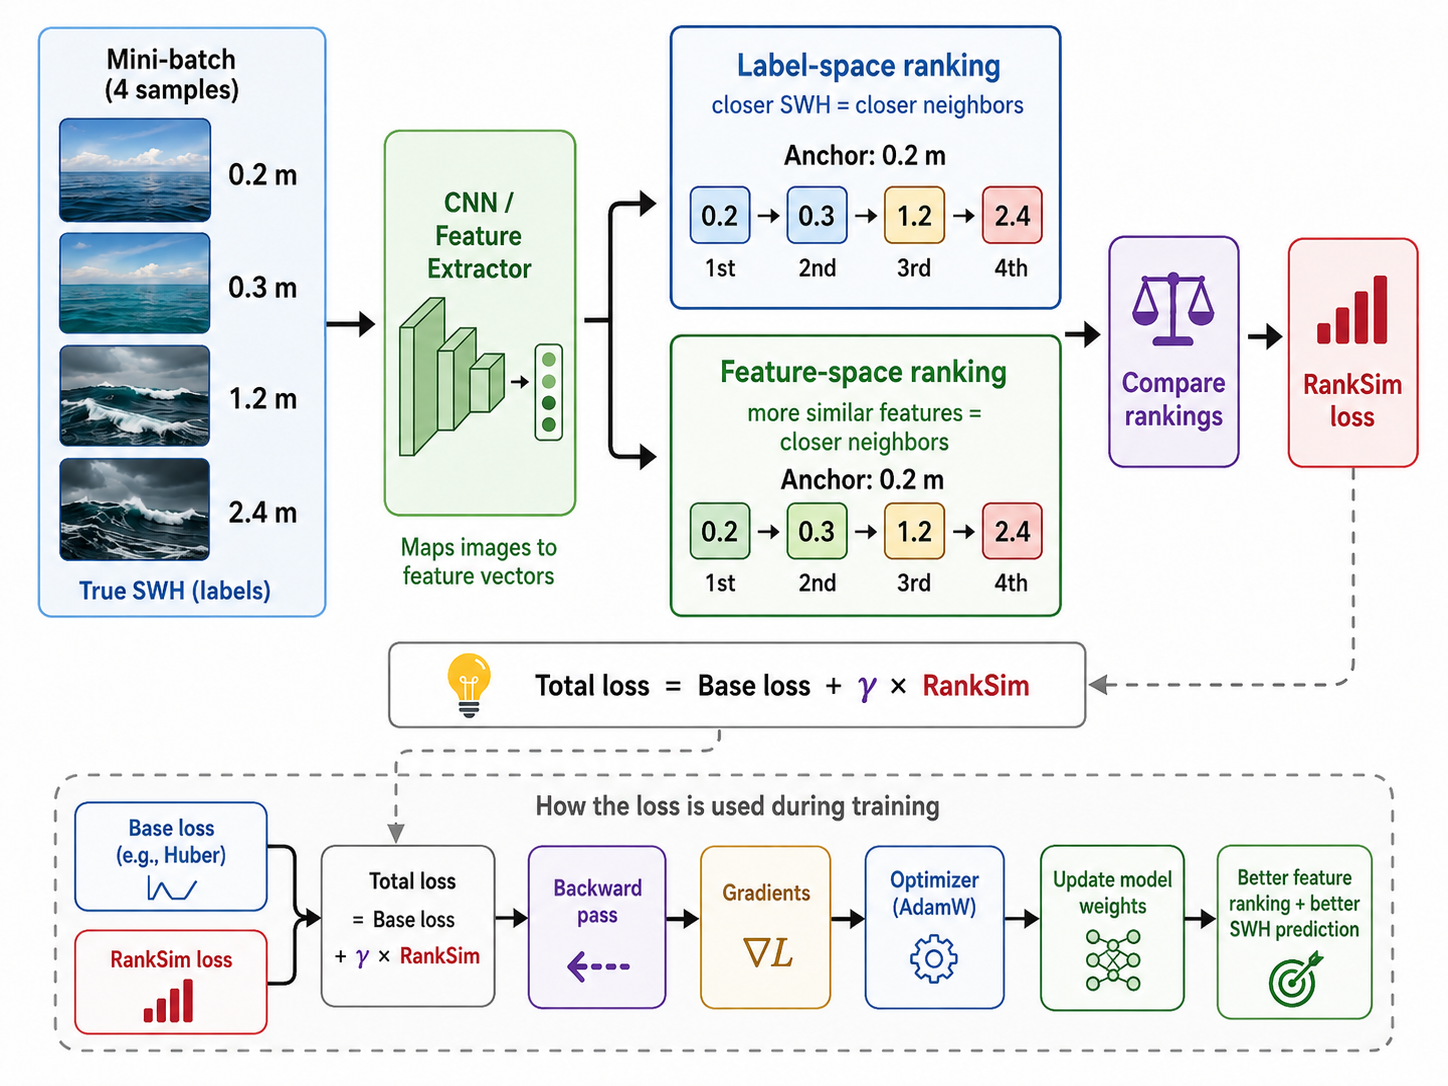 Mini-batch
(4 samples)
0.2 m
0.3 m
1.2 m
2.4 m
True SWH (labels)
CNN /
Feature
Extractor
Maps images to
feature vectors
Label-space ranking
closer SWH = closer neighbors
Anchor: 0.2 m
0.2 0.3 1.2 2.4
1st 2nd 3rd 4th
Feature-space ranking
more similar features =
closer neighbors
Anchor: 0.2 m
0.2 0.3 1.2 2.4
1st 2nd 3rd 4th
Compare
rankings
RankSim
loss
Total loss = Base loss + γ × RankSim
How the loss is used during training
Base loss
(e.g., Huber)
RankSim loss
Total loss
= Base loss
+ γ × RankSim
Backward
pass
Gradients
∇L
Optimizer
(AdamW)
Update model
weights
Better feature
ranking + better
SWH prediction